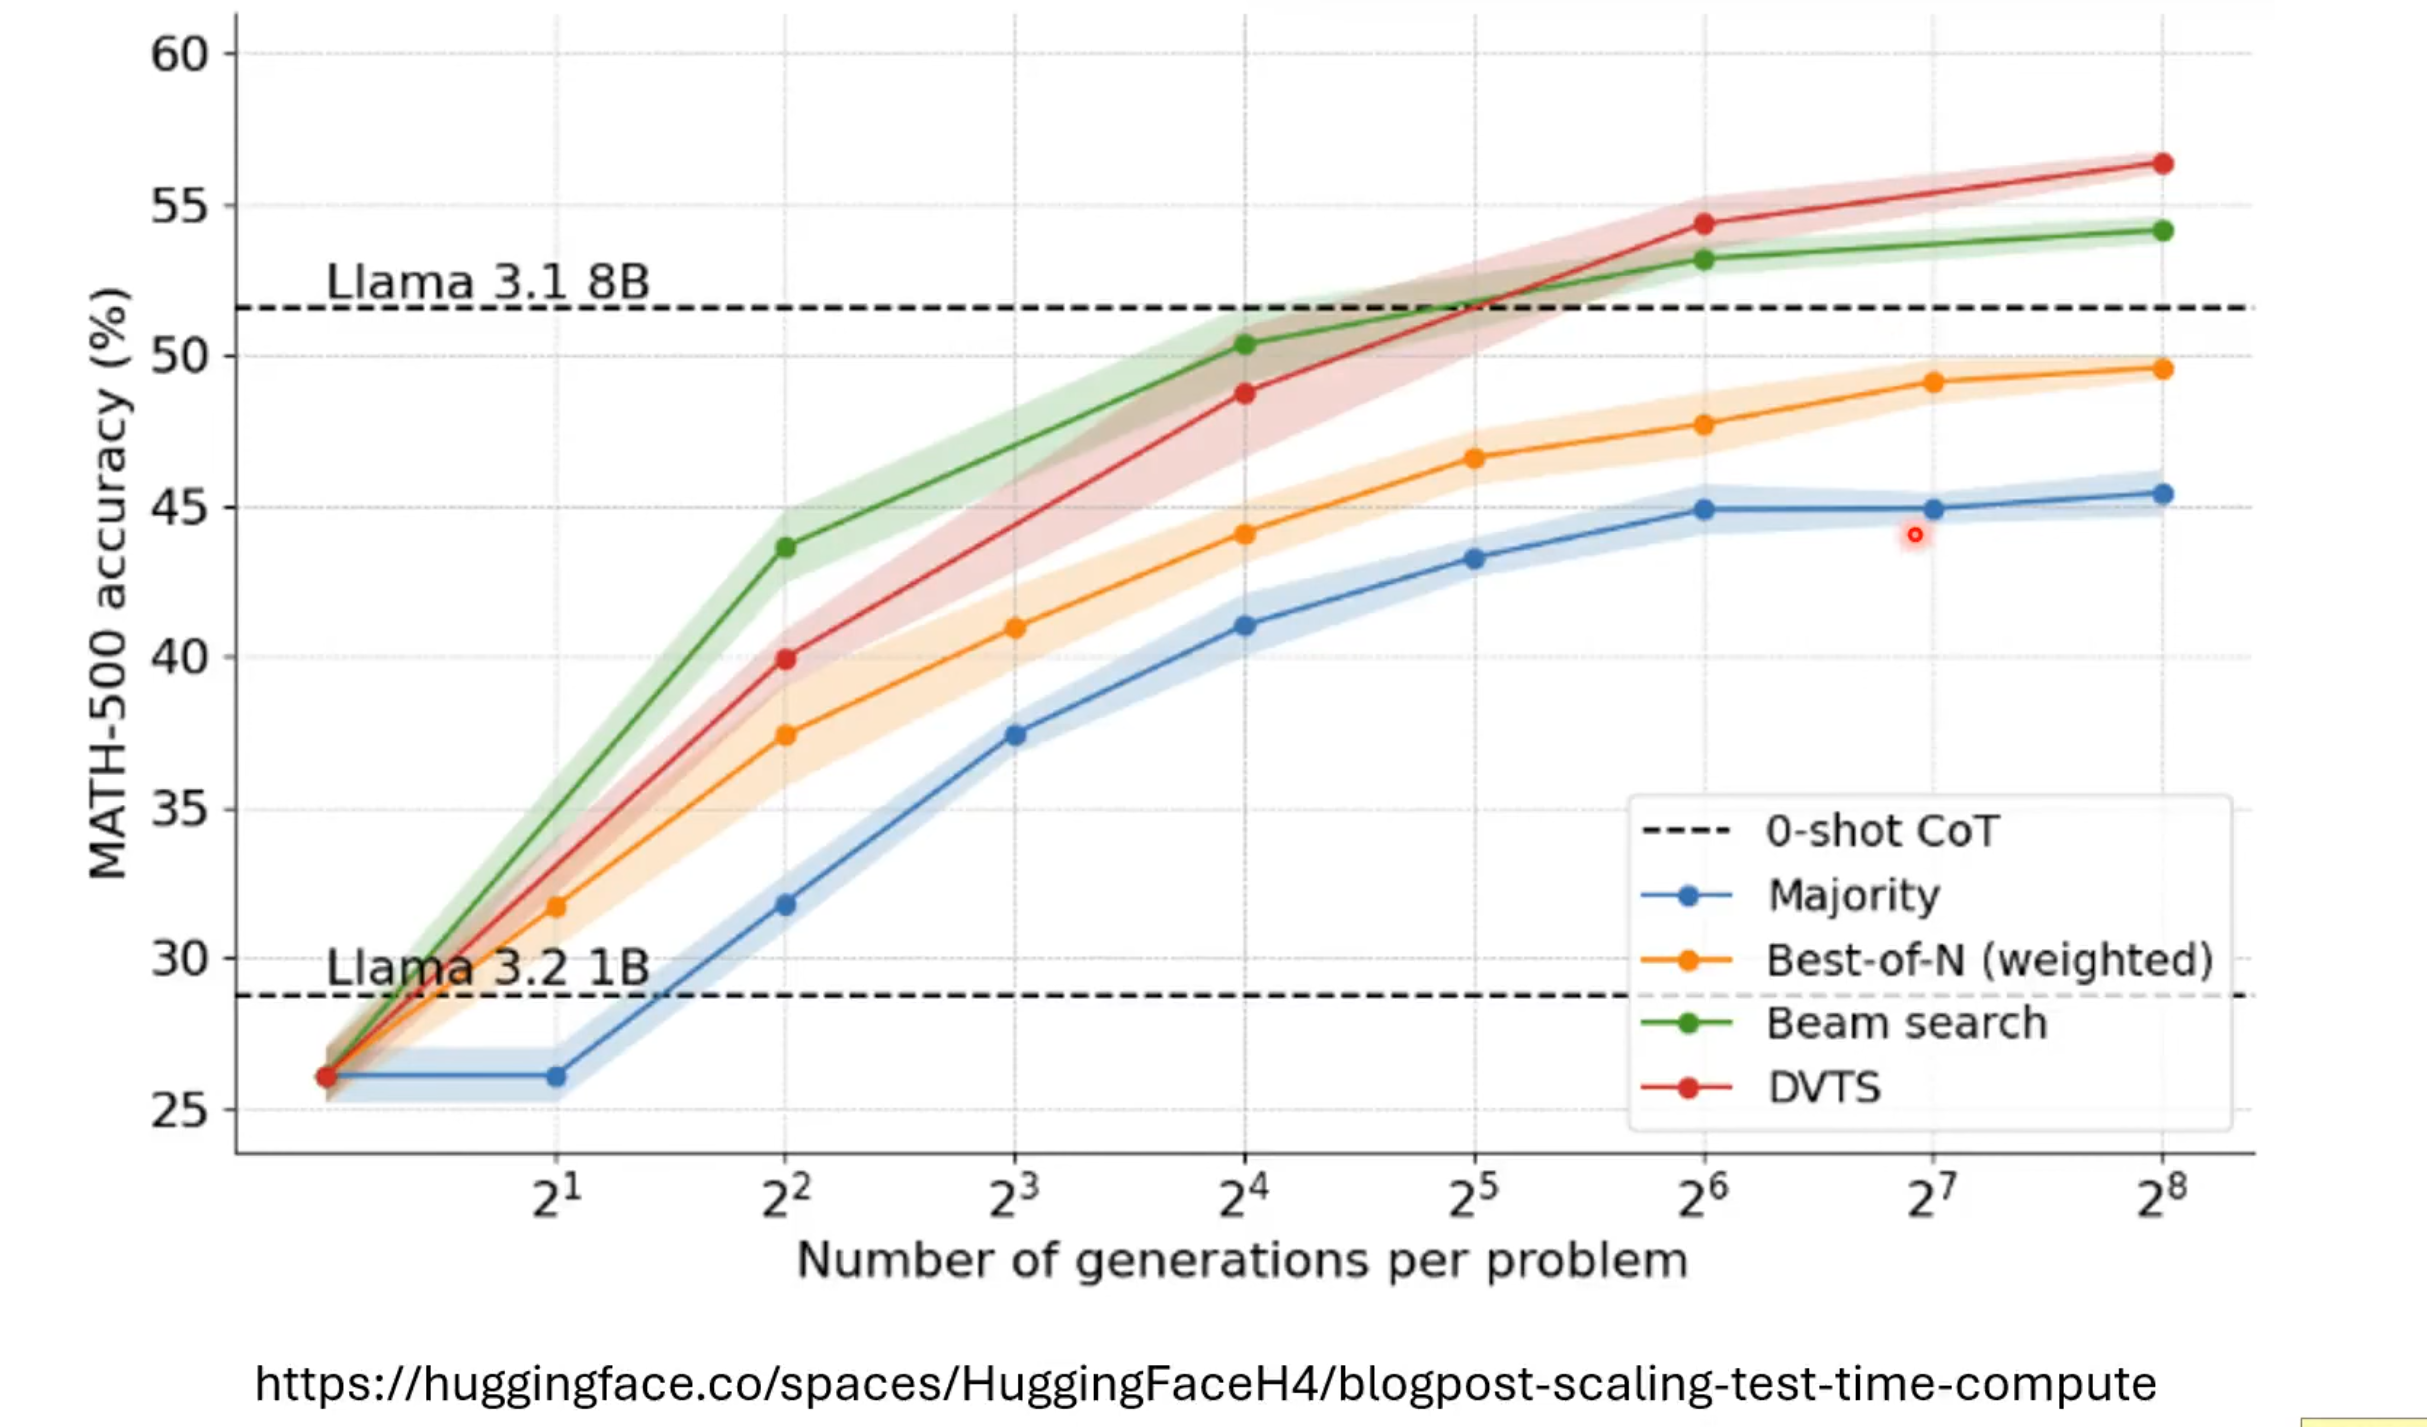 60
55
50
45
40
35
30
25
MATH-500 accuracy (%)
Llama 3.1 8B
Llama 3.2 1B
0-shot CoT
Majority
Best-of-N (weighted)
Beam search
DVTS
2¹ 2² 2³ 2⁴ 2⁵ 2⁶ 2⁷ 2⁸
Number of generations per problem
https://huggingface.co/spaces/HuggingFaceH4/blogpost-scaling-test-time-compute